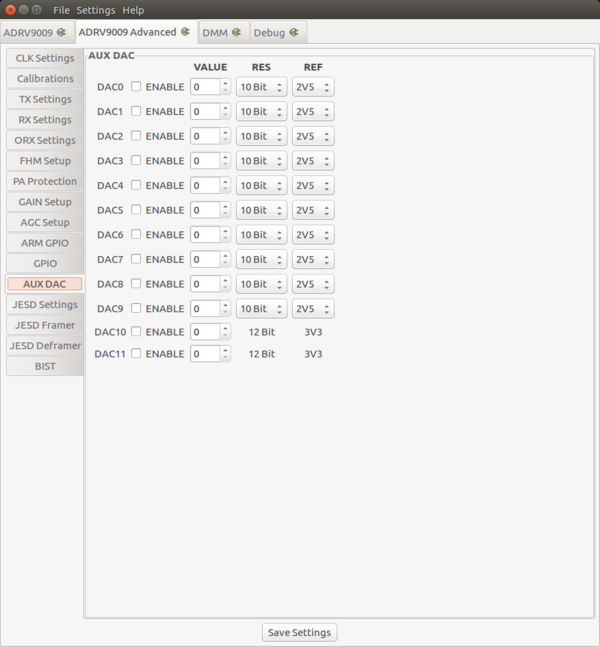 File Settings Help
ADRV9009 ADRV9009 Advanced DMM Debug
CLK Settings
Calibrations
TX Settings
RX Settings
ORX Settings
FHM Setup
PA Protection
GAIN Setup
AGC Setup
ARM GPIO
GPIO
AUX DAC
JESD Settings
JESD Framer
JESD Deframer
BIST
AUX DAC
VALUE RES REF
DAC0 ENABLE 0 10 Bit 2V5
DAC1 ENABLE 0 10 Bit 2V5
DAC2 ENABLE 0 10 Bit 2V5
DAC3 ENABLE 0 10 Bit 2V5
DAC4 ENABLE 0 10 Bit 2V5
DAC5 ENABLE 0 10 Bit 2V5
DAC6 ENABLE 0 10 Bit 2V5
DAC7 ENABLE 0 10 Bit 2V5
DAC8 ENABLE 0 10 Bit 2V5
DAC9 ENABLE 0 10 Bit 2V5
DAC10 ENABLE 0 12 Bit 3V3
DAC11 ENABLE 0 12 Bit 3V3
Save Settings